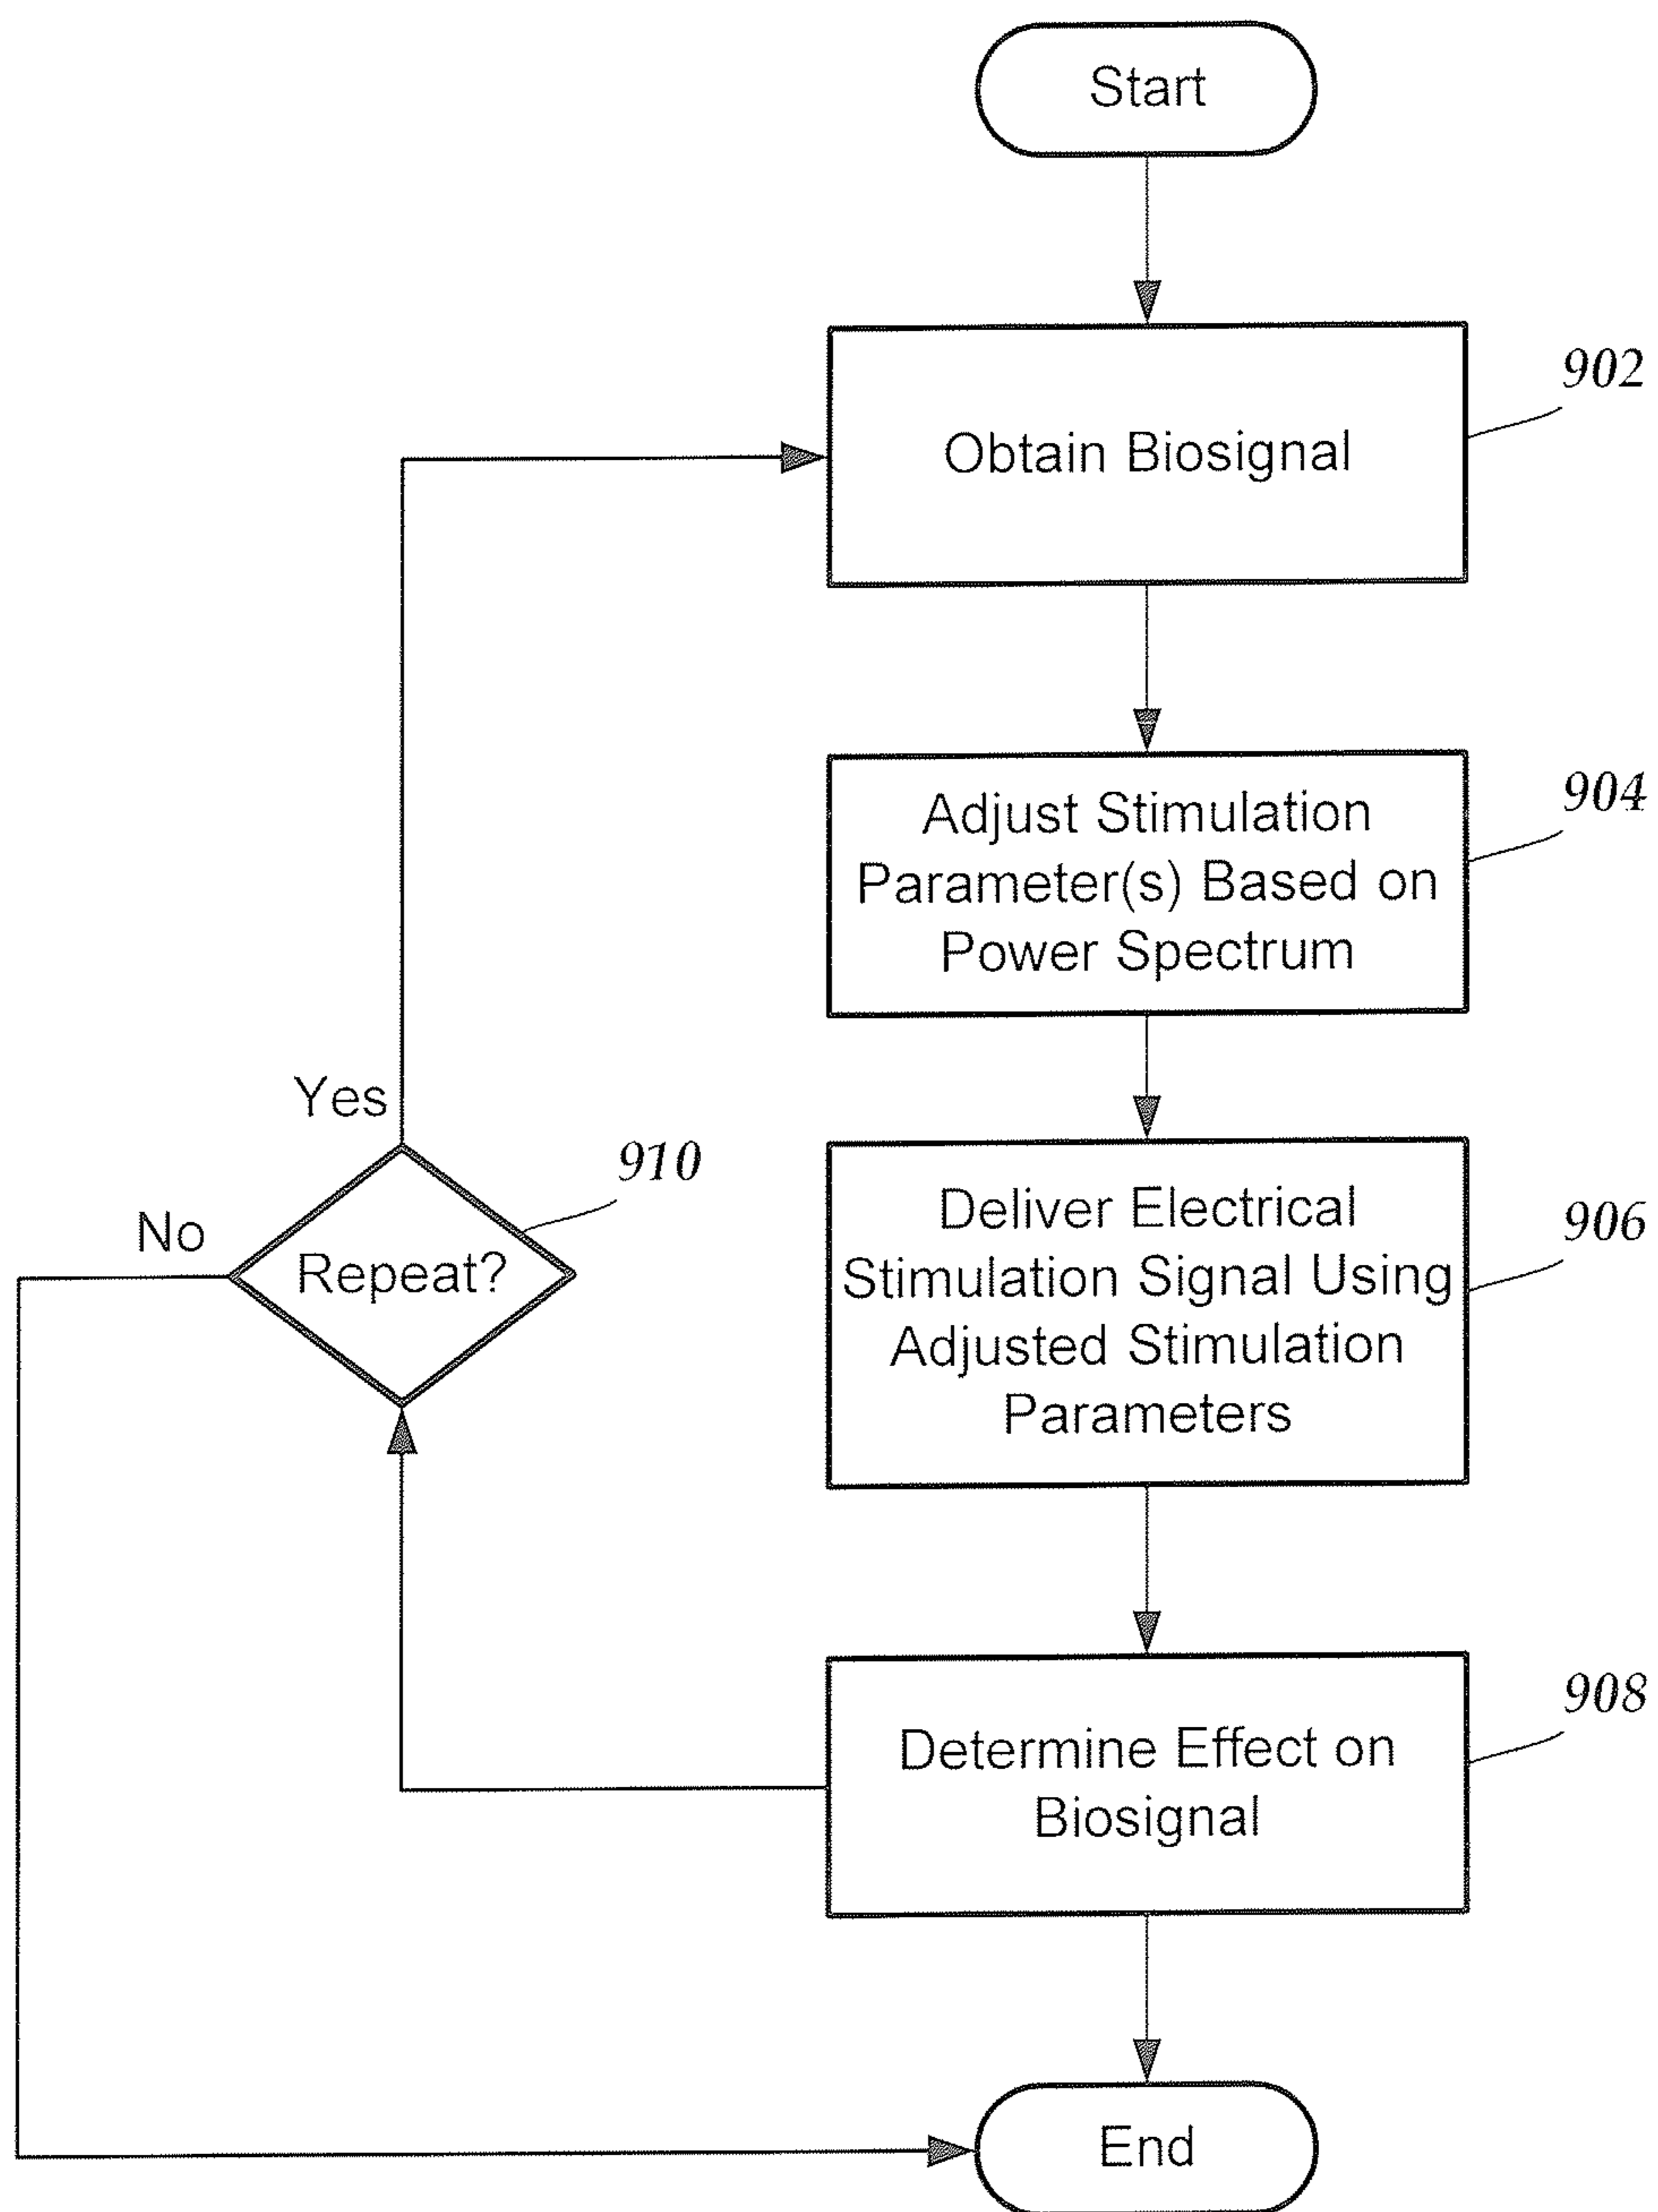 Start
902
Obtain Biosignal
904
Adjust Stimulation
Parameter(s) Based on
Power Spectrum
Yes
910
No
Repeat?
906
Deliver Electrical
Stimulation Signal Using
Adjusted Stimulation
Parameters
908
Determine Effect on
Biosignal
End